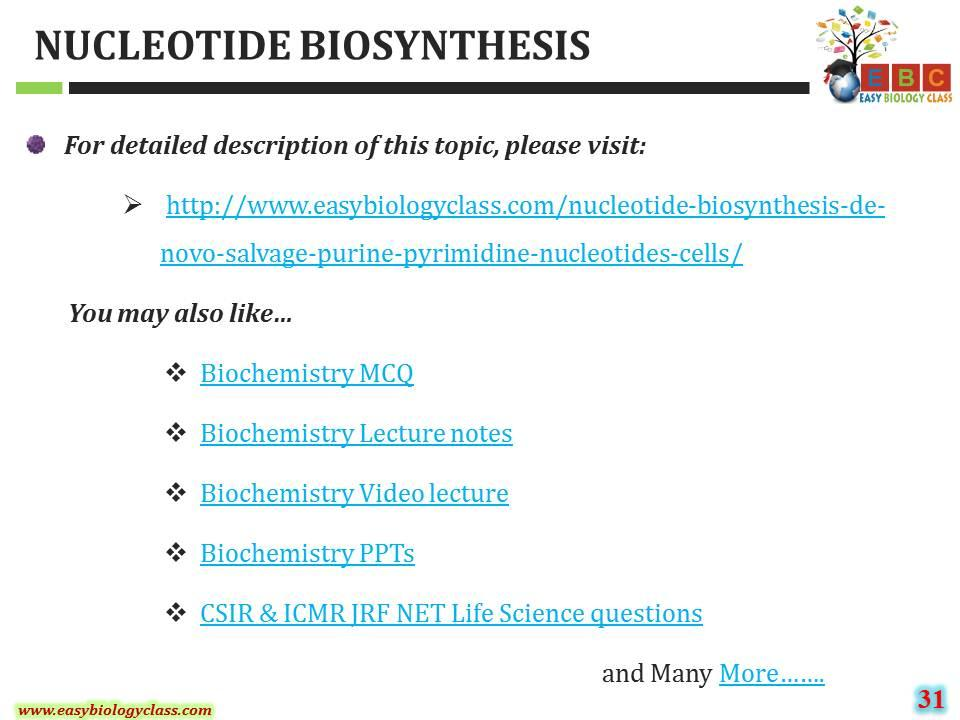 NUCLEOTIDE BIOSYNTHESIS
E B C
EASY BIOLOGY CLASS
For detailed description of this topic, please visit:
http://www.easybiologyclass.com/nucleotide-biosynthesis-de-
novo-salvage-purine-pyrimidine-nucleotides-cells/
You may also like...
Biochemistry MCQ
Biochemistry Lecture notes
Biochemistry Video lecture
Biochemistry PPTs
CSIR & ICMR JRF NET Life Science questions
and Many More…….
www.easybiologyclass.com
31